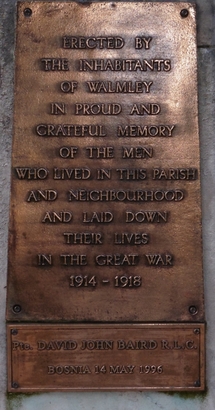 ERECTED BY
THE INHABITANTS
OF WALMLEY
IN PROUD AND
GRATEFUL MEMORY
OF THE MEN
WHO LIVED IN THIS PARISH
AND NEIGHBOURHOOD
AND LAID DOWN
THEIR LIVES
IN THE GREAT WAR
1914 - 1918
Pte. DAVID JOHN BAIRD R.L.C.
BOSNIA 14 MAY 1996